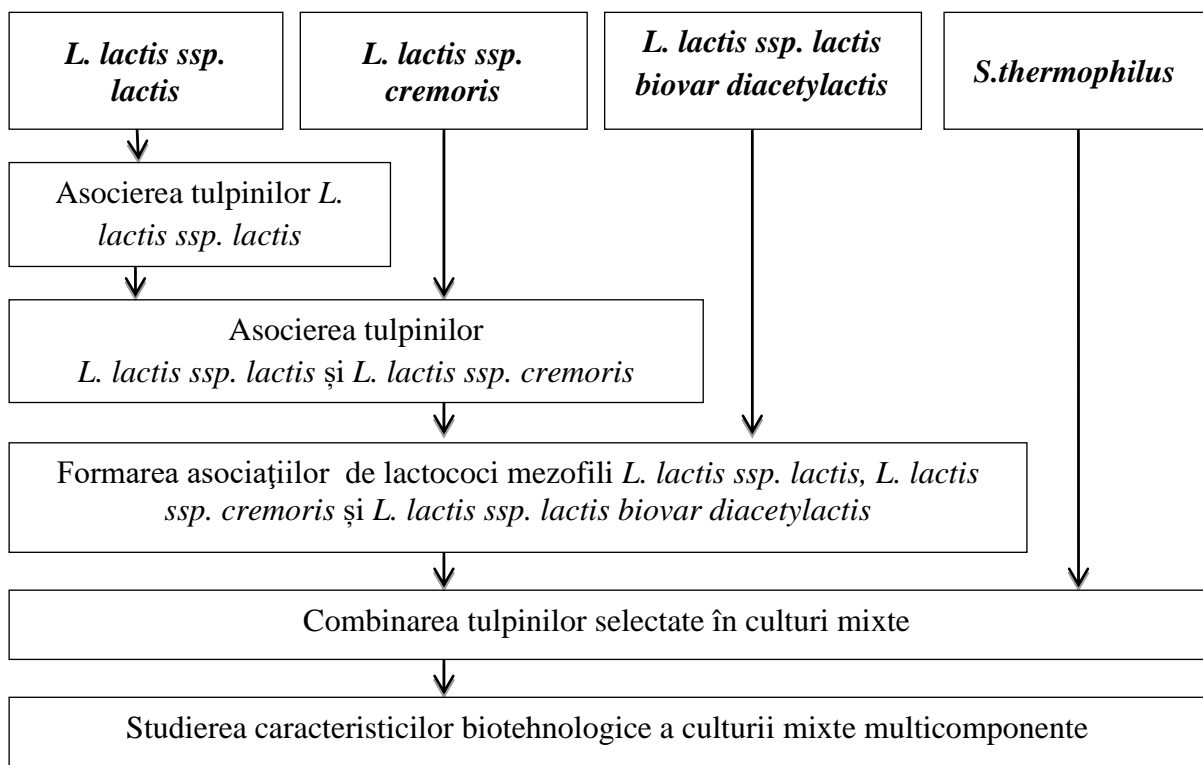 L. lactis ssp.
lactis
L. lactis ssp.
cremoris
L. lactis ssp. lactis
biovar diacetylactis
S.thermophilus
Asocierea tulpinilor L.
lactis ssp. lactis
Asocierea tulpinilor
L. lactis ssp. lactis și L. lactis ssp. cremoris
Formarea asociaţiilor de lactococi mezofili L. lactis ssp. lactis, L. lactis
ssp. cremoris și L. lactis ssp. lactis biovar diacetylactis
Combinarea tulpinilor selectate în culturi mixte
Studierea caracteristicilor biotehnologice a culturii mixte multicomponente